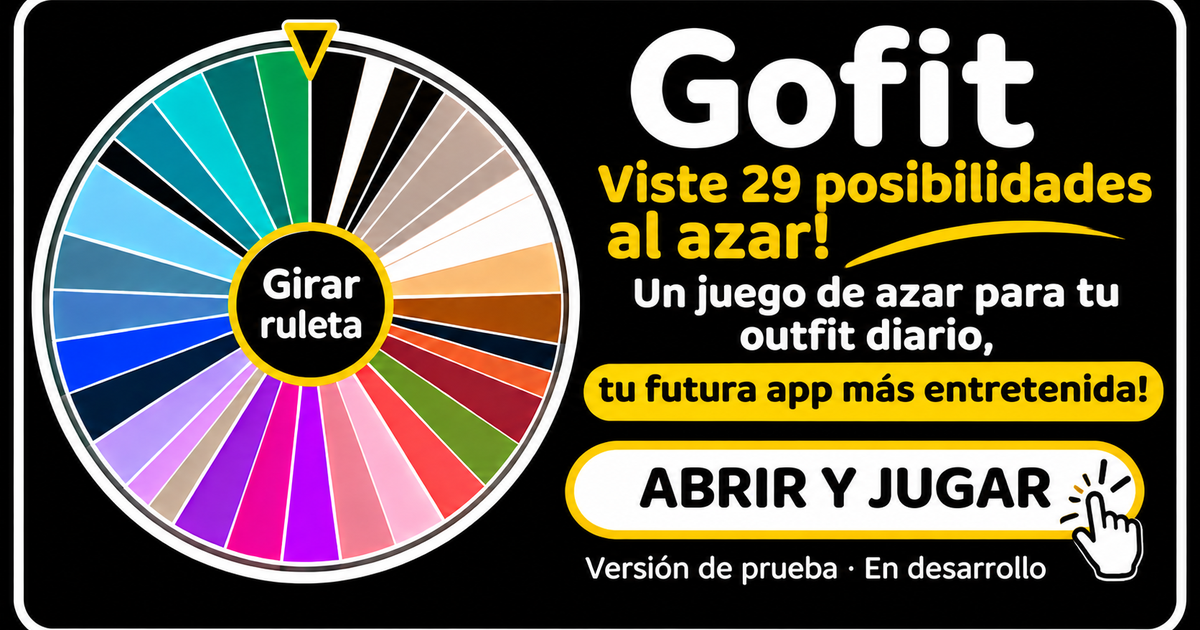 Girar
ruleta
Gofit
Viste 29 posibilidades
al azar!
Un juego de azar para tu
outfit diario,
tu futura app más entretenida!
ABRIR Y JUGAR
Versión de prueba · En desarrollo